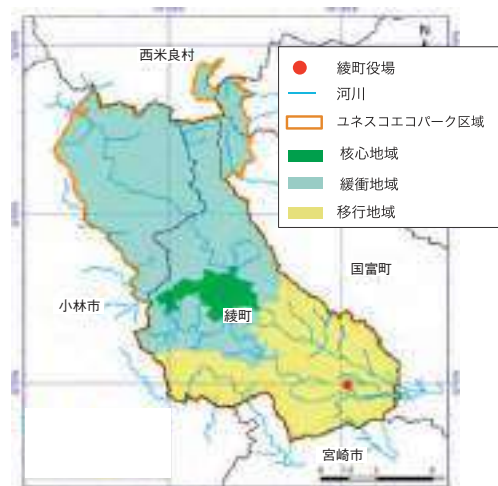 西米良村
N
綾町役場
河川
ユネスコエコパーク区域
核心地域
緩衝地域
移行地域
国富町
小林市
綾町
宮崎市